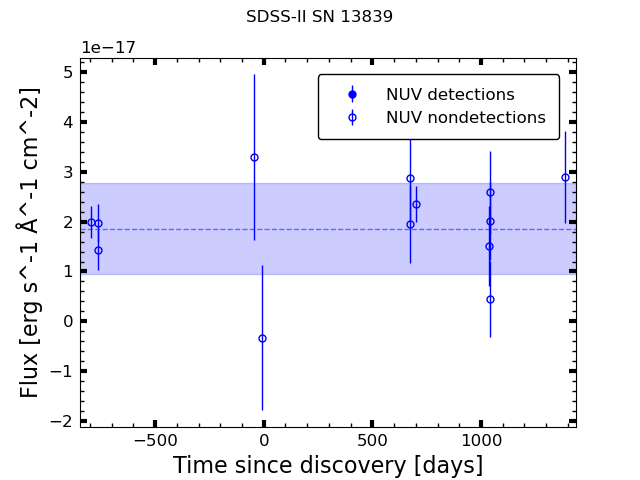 SDSS-II SN 13839
1e−17
NUV detections
NUV nondetections
5
4
3
2
1
0
−1
−2
Flux [erg s^-1 Å^-1 cm^-2]
−500
0
500
1000
Time since discovery [days]